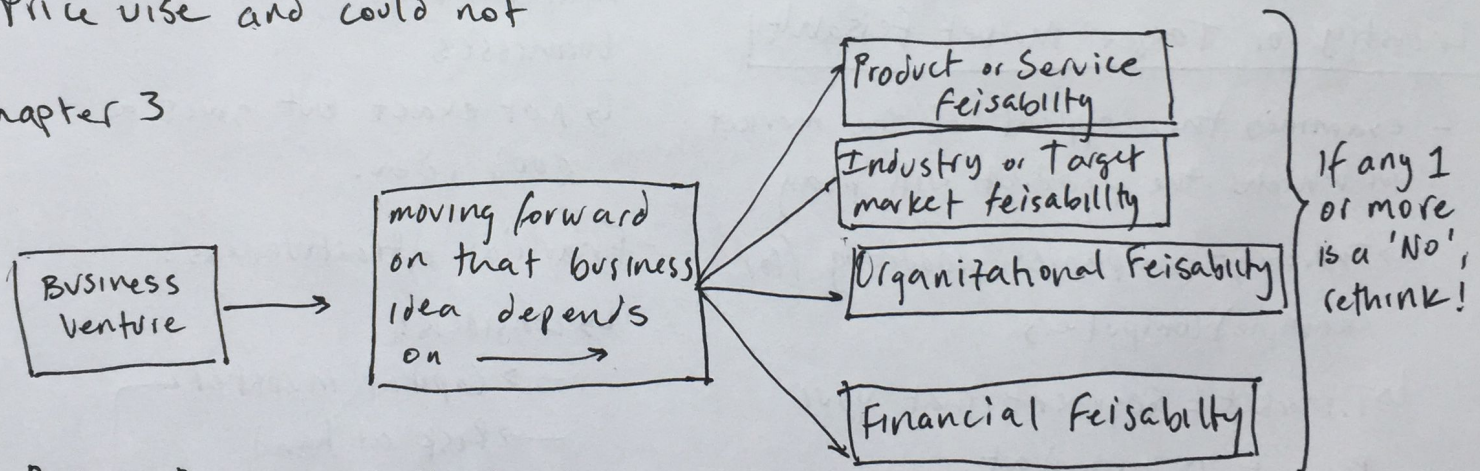 Price vise and could not
hapter 3
Business
Venture
moving forward
on that business
idea depends
on
Product or Service
feisability
Industry or Target
market feisability
Organizational Feisability
Financial Feisabilty
If any 1
or more
is a 'No',
rethink!